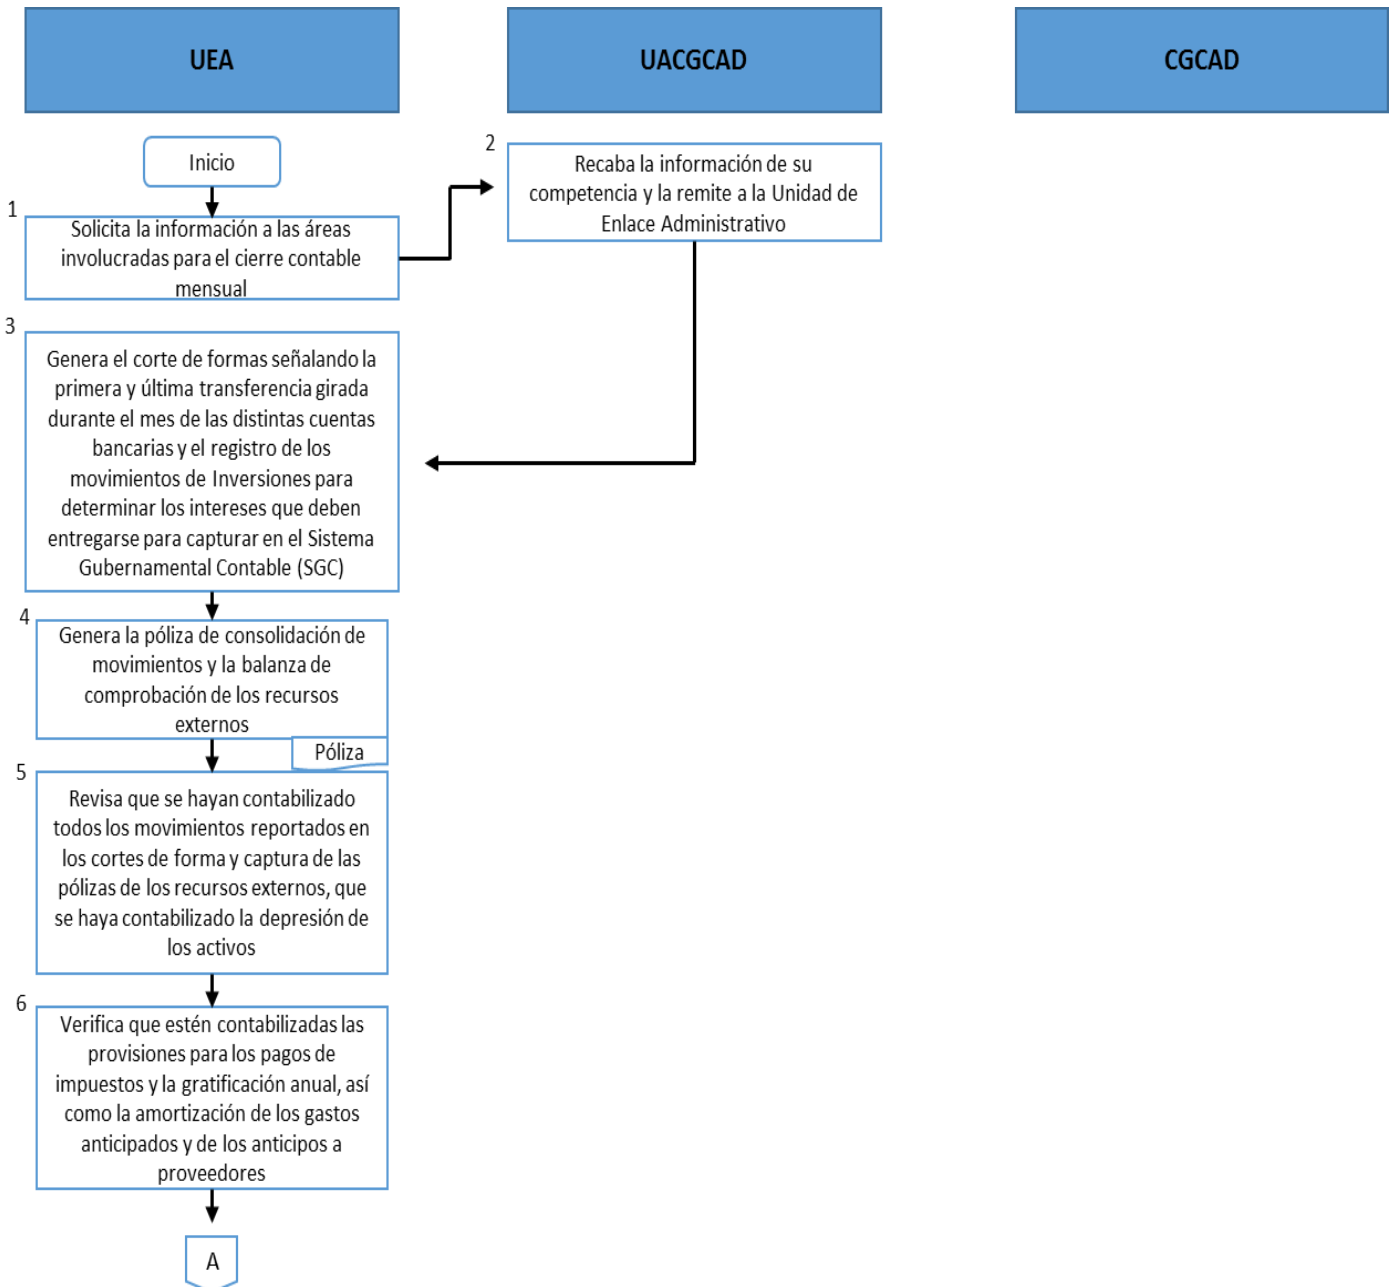 UEA
UACGCAD
CGCAD
Inicio
1
Solicita la información a las áreas
involucradas para el cierre contable
mensual
2
Recaba la información de su
competencia y la remite a la Unidad de
Enlace Administrativo
3
Genera el corte de formas señalando la
primera y última transferencia girada
durante el mes de las distintas cuentas
bancarias y el registro de los
movimientos de Inversiones para
determinar los intereses que deben
entregarse para capturar en el Sistema
Gubernamental Contable (SGC)
4
Genera la póliza de consolidación de
movimientos y la balanza de
comprobación de los recursos
externos
Póliza
5
Revisa que se hayan contabilizado
todos los movimientos reportados en
los cortes de forma y captura de las
pólizas de los recursos externos, que
se haya contabilizado la depresión de
los activos
6
Verifica que estén contabilizadas las
provisiones para los pagos de
impuestos y la gratificación anual, así
como la amortización de los gastos
anticipados y de los anticipos a
proveedores
A